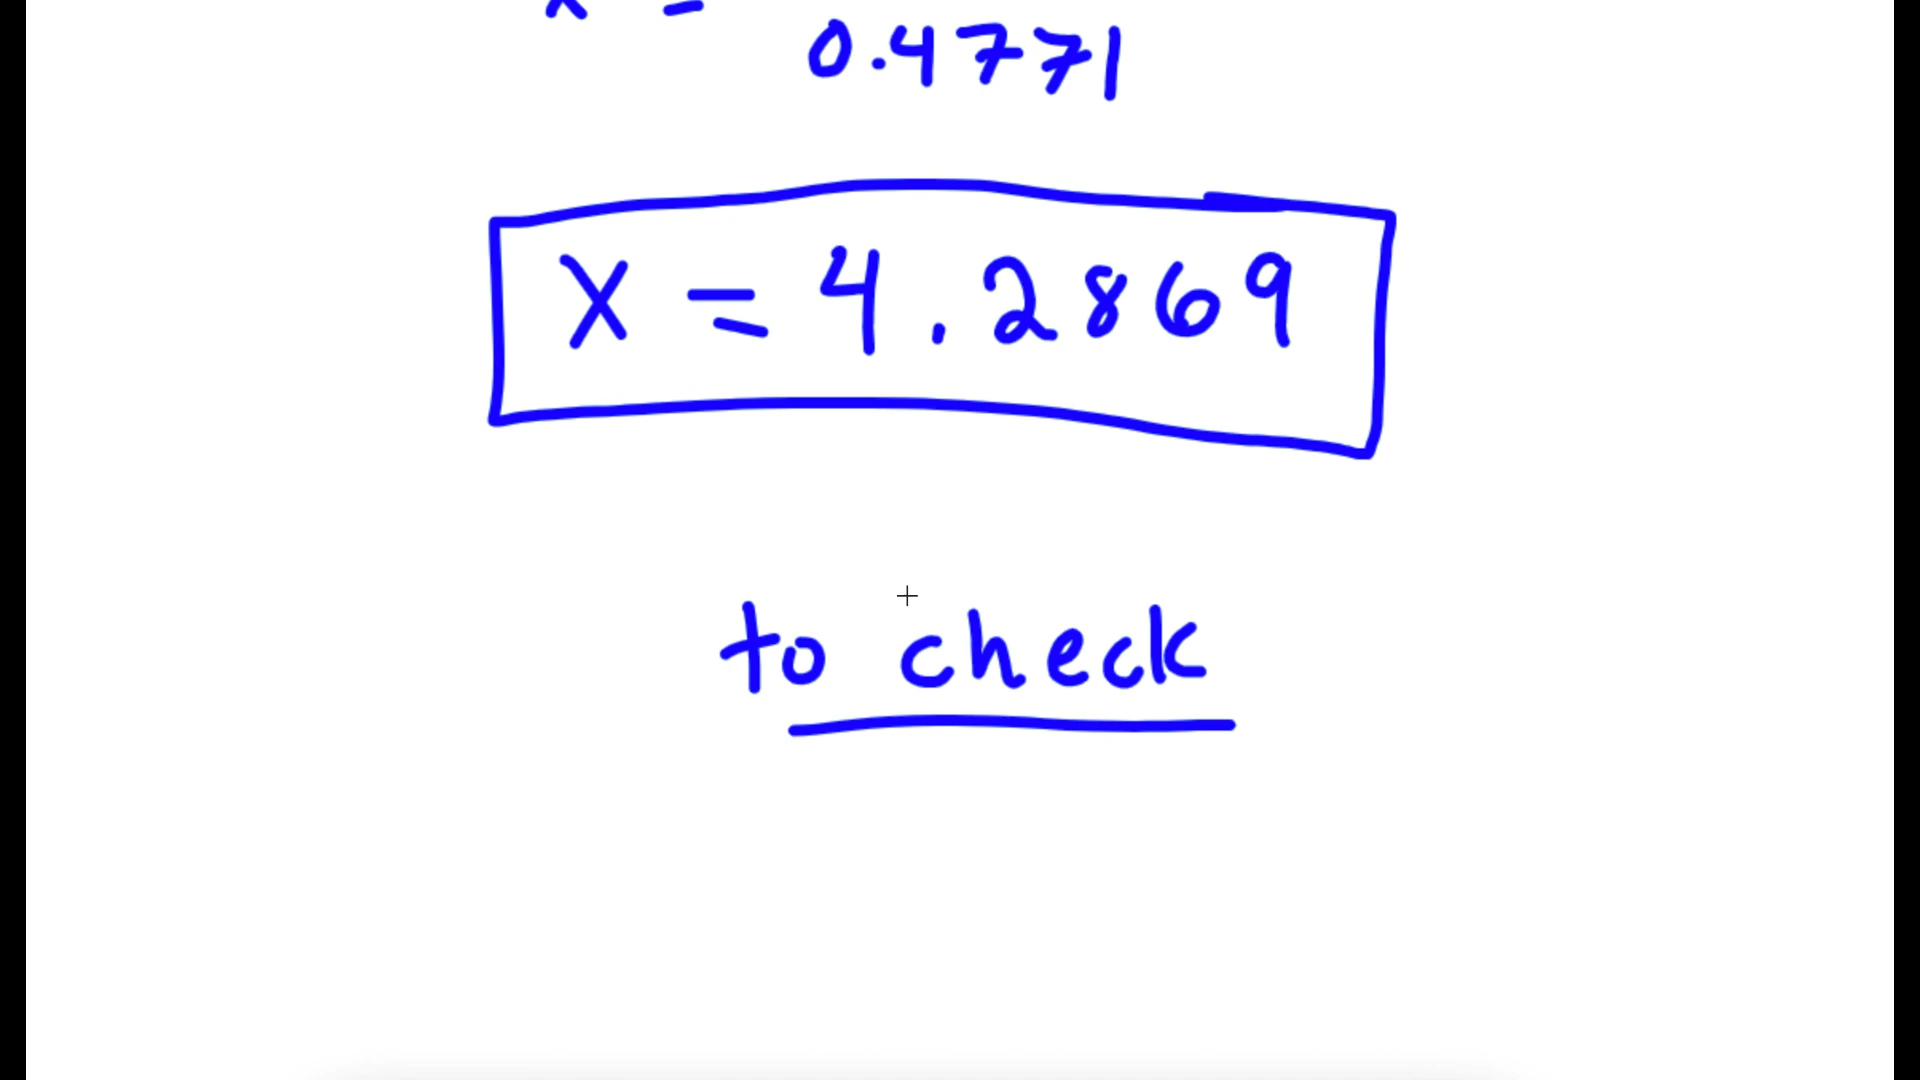 x =
0.4771
x = 4.2869
to check